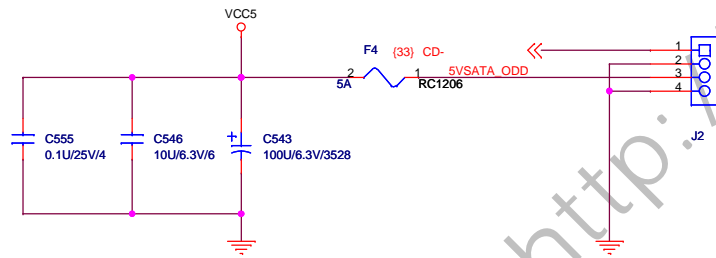 VCC5
F4
{33} CD-
1
2
3
4
J2
2
5A
1
RC1206
5VSATA_ODD
C555
0.1U/25V/4
C546
10U/6.3V/6
+
C543
100U/6.3V/3528
http:/